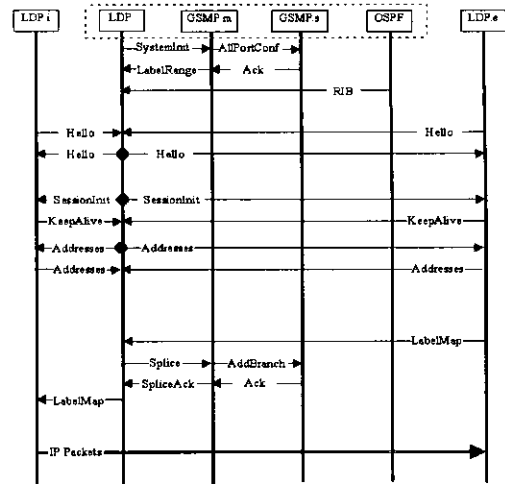 LDP.i LDP GSMP.m GSMP.s OSPF LDP.e
SystemInit AllPortConf
LabelRange Ack
RIB
Hello Hello
Hello Hello
SessionInit SessionInit
KeepAlive KeepAlive
Addresses Addresses
Addresses Addresses
LabelMap
Splice AddBranch
SpliceAck Ack
LabelMap
IP Packets